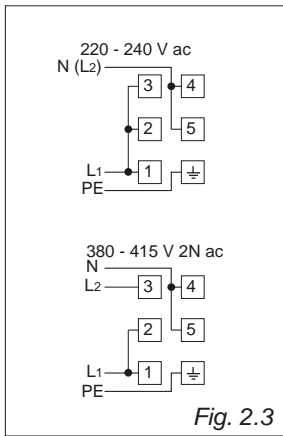 220 - 240 V ac
N (L2)
3 4
2 5
L1 1
PE
380 - 415 V 2N ac
N
L2 3 4
2 5
L1 1
PE
Fig. 2.3